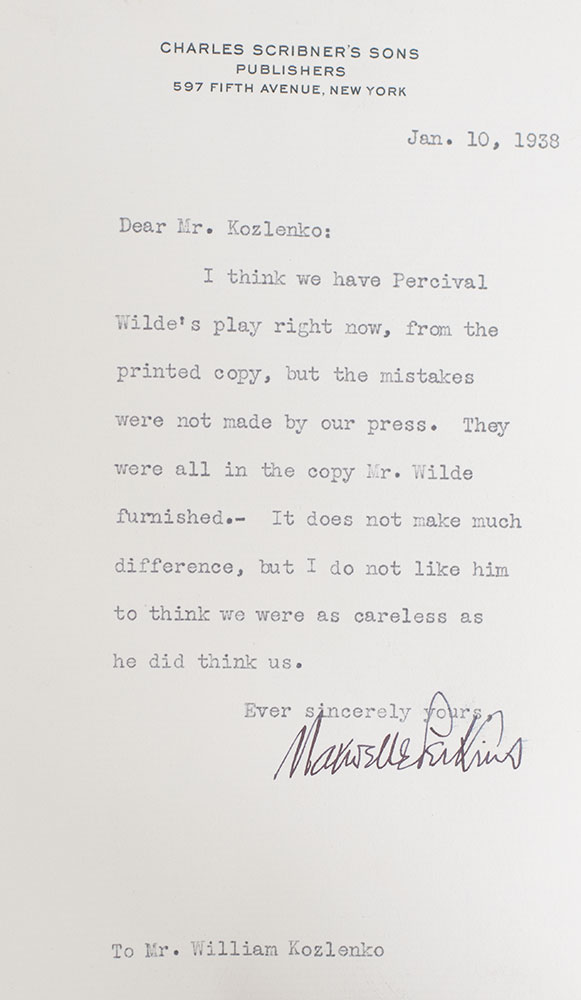 CHARLES SCRIBNER'S SONS
PUBLISHERS
597 FIFTH AVENUE, NEW YORK
Jan. 10, 1938
Dear Mr. Kozlenko:
I think we have Percival
Wilde's play right now, from the
printed copy, but the mistakes
were not made by our press. They
were all in the copy Mr. Wilde
furnished.- It does not make much
difference, but I do not like him
to think we were as careless as
he did think us.
Ever sincerely yours,
Maxwell E Perkins
To Mr. William Kozlenko